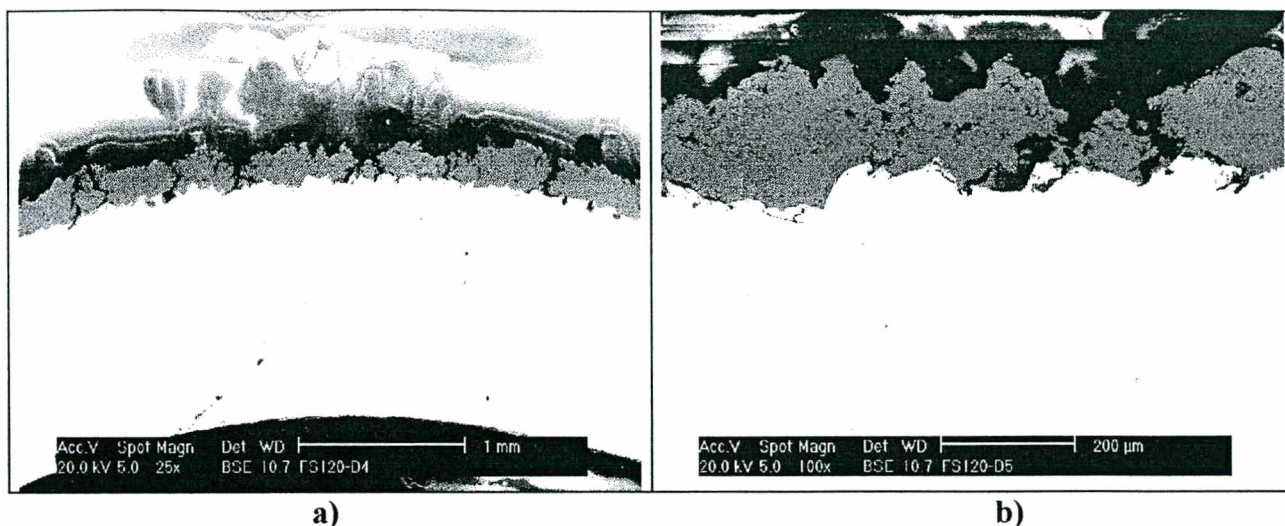 Acc.V Spot Magn Det WD 1 mm
20.0 kV 5.0 25x BSE 10.7 FS120-D4
Acc.V Spot Magn Det WD 200 µm
20.0 kV 5.0 100x BSE 10.7 FS120-D5
a) b)